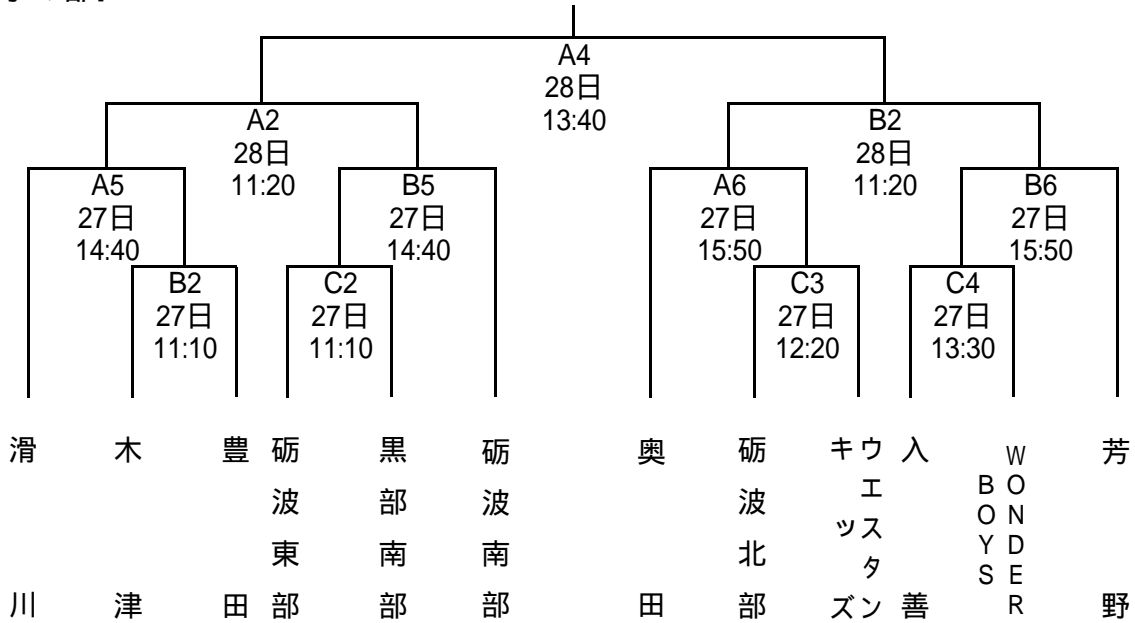 A4
28日
13:40
A2
28日
11:20
B2
28日
11:20
A5
27日
14:40
B5
27日
14:40
A6
27日
15:50
B6
27日
15:50
B2
27日
11:10
C2
27日
11:10
C3
27日
12:20
C4
27日
13:30
滑川
木津
豊田
砺波東部
黒部南部
砺波南部
奥田
砺波北部
ウエスタン
キッズ
入善
WONDER
BOYS
芳野